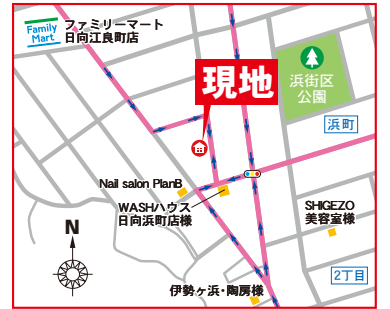 Family
Mart
ファミリーマート
日向江良町店
現地
浜街区
公園
浜町
Nail salon PlanB
WASHハウス
日向浜町店様
SHIGEZO
美容室様
N
2丁目
伊勢ヶ浜・陶房様